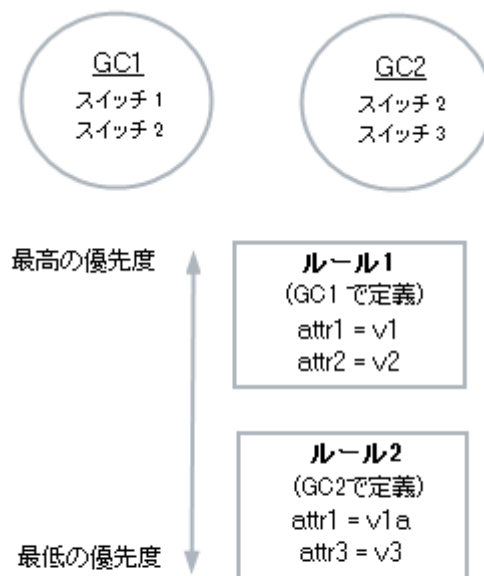 GC1
スイッチ 1
スイッチ 2
GC2
スイッチ 2
スイッチ 3
最高の優先度
ルール1
(GC1 で定義)
attr1 = v1
attr2 = v2
ルール2
(GC2で定義)
attr1 = v1a
attr3 = v3
最低の優先度